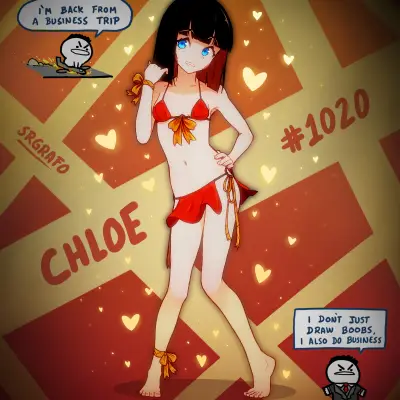 I'M BACK FROM
A BUSINESS TRIP
#1020
SRGRAFO
CHLOE
I DON'T JUST
DRAW BOOBS,
I ALSO DO BUSINESS